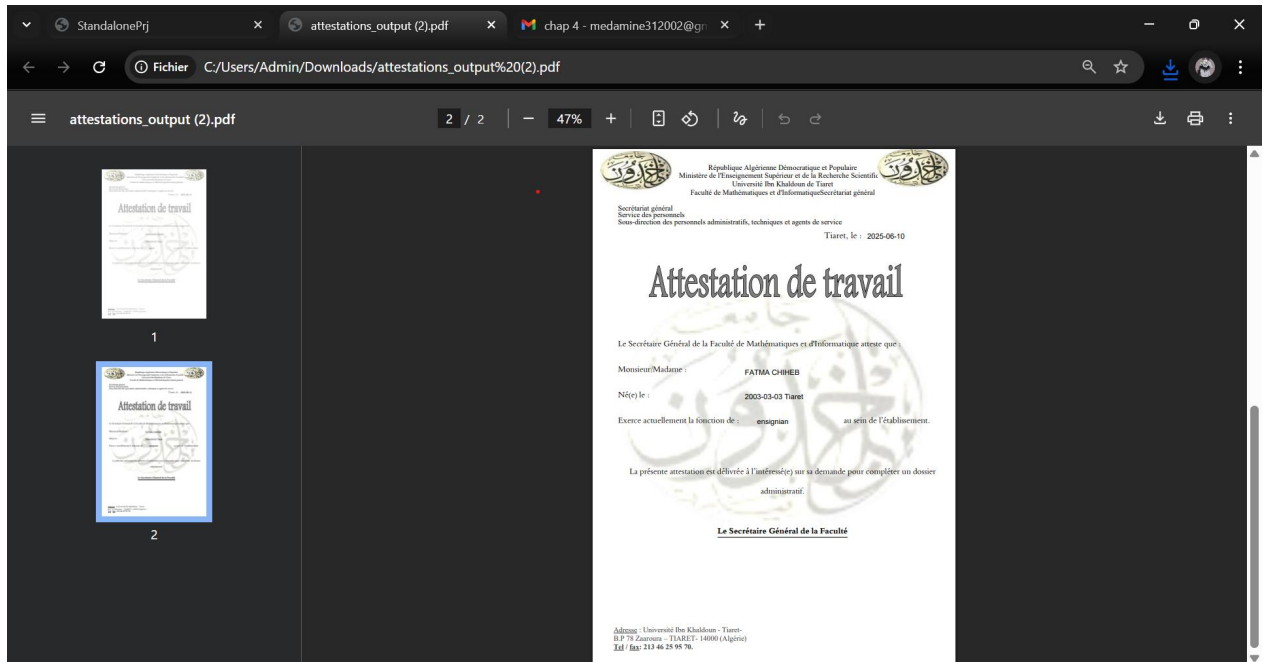 StandalonePrj
attestations_output (2).pdf
chap 4 - medamine312002@gn
Fichier
C:/Users/Admin/Downloads/attestations_output%20(2).pdf
attestations_output (2).pdf
2 / 2
47%
Attestation de travail
1
Attestation de travail
2
République Algérienne Démocratique et Populaire
Ministère de l'Enseignement Supérieur et de la Recherche Scientific
Université Ibn Khaldoun de Tiaret
Faculté de Mathématiques et d'InformatiqueSecrétariat général
Secrétariat général
Service des personnels
Sous-direction des personnels administratifs, techniques et agents de service
Tiaret, le : 2025-06-10
Attestation de travail
Le Secrétaire Général de la Faculté de Mathématiques et d'Informatique atteste que :
Monsieur/Madame : FATMA CHIHEB
Né(e) le : 2003-03-03 Tiaret
Exerce actuellement la fonction de : ensignian au sein de l'établissement.
La présente attestation est délivrée à l'intéressé(e) sur sa demande pour compléter un dossier
administratif.
Le Secrétaire Général de la Faculté
Adresse : Université Ibn Khaldoun - Tiaret-
B.P 78 Zaaroura – TIARET- 14000 (Algérie)
Tel / fax: 213 46 25 95 70.